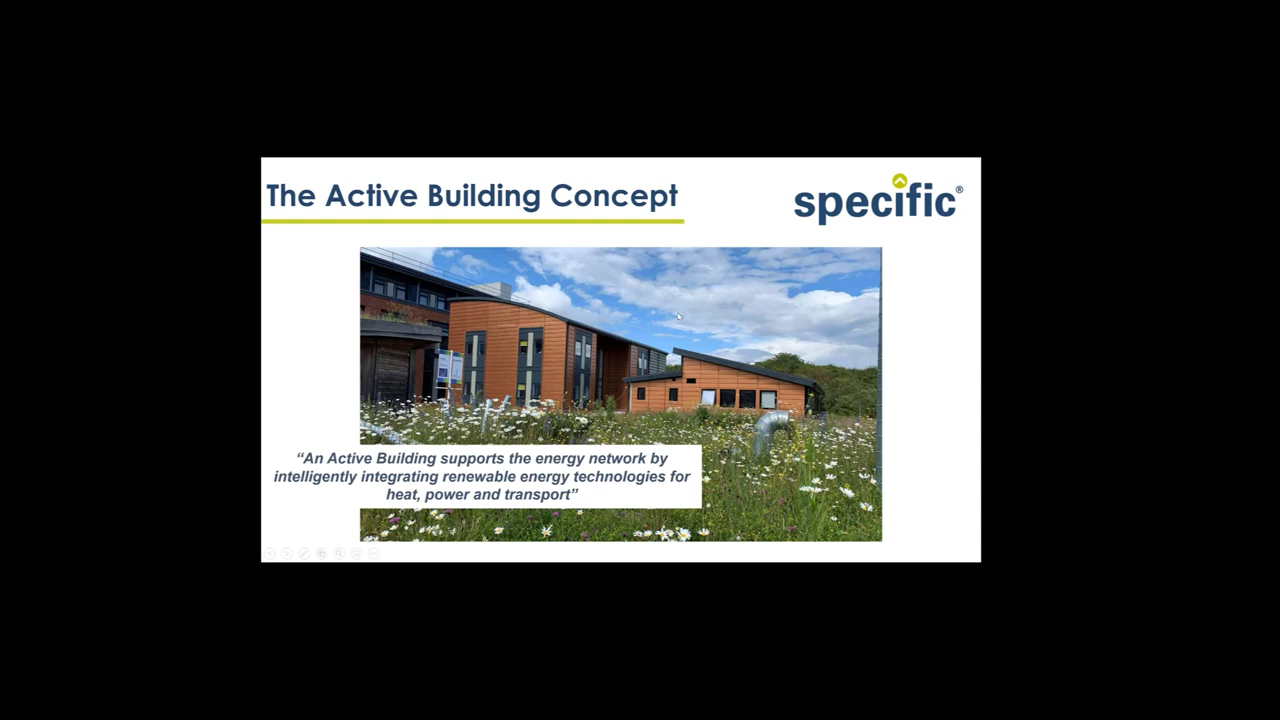 The Active Building Concept
specific®
“An Active Building supports the energy network by
intelligently integrating renewable energy technologies for
heat, power and transport”